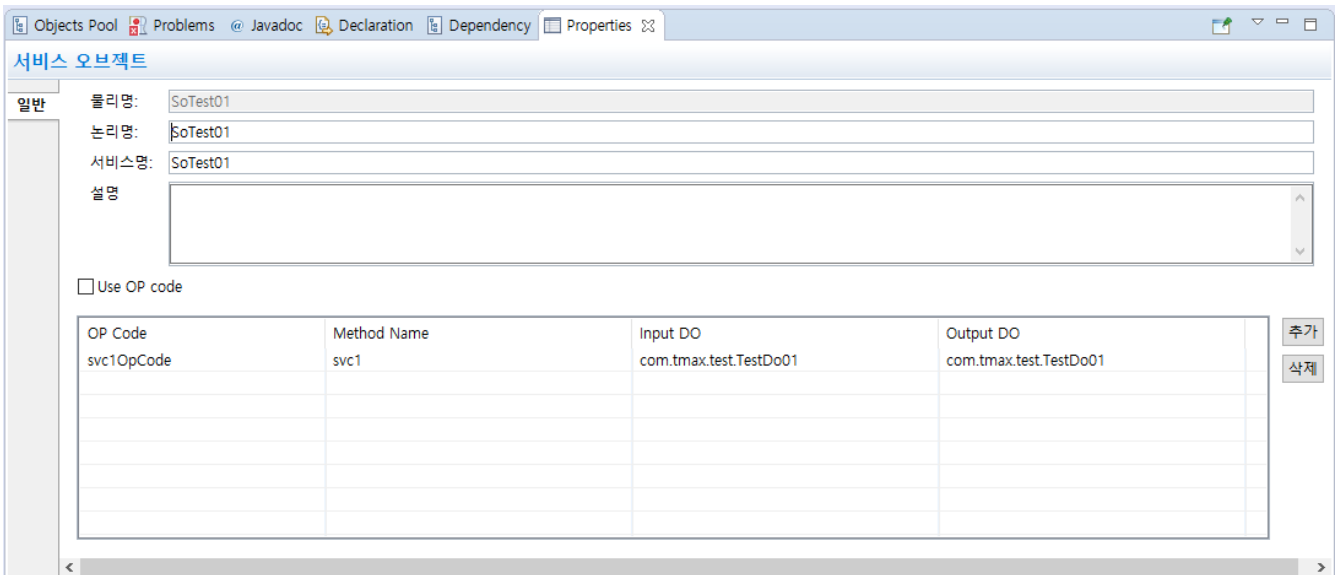 Objects Pool Problems @ Javadoc Declaration Dependency Properties
서비스 오브젝트
일반
물리명: SoTest01
논리명: SoTest01
서비스명: SoTest01
설명
Use OP code
OP Code Method Name Input DO Output DO
svc1OpCode svc1 com.tmax.test.TestDo01 com.tmax.test.TestDo01
추가
삭제